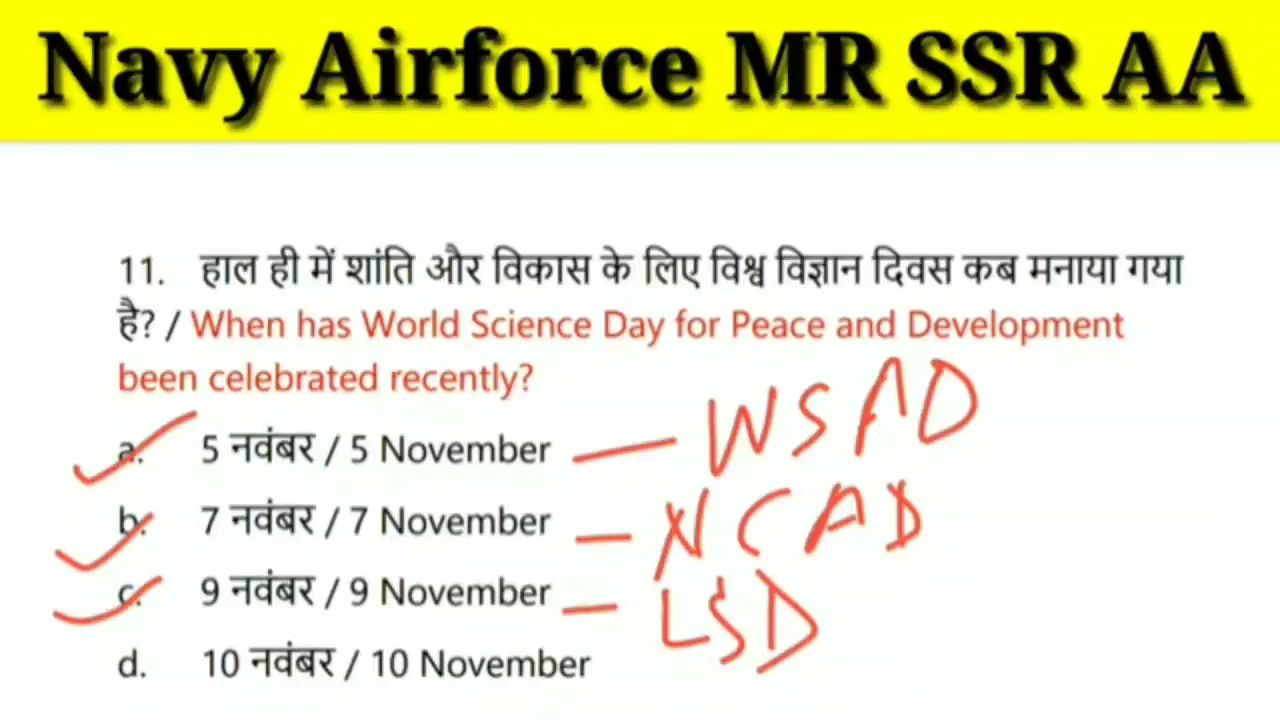 Navy Airforce MR SSR AA
11. हाल ही में शांति और विकास के लिए विश्व विज्ञान दिवस कब मनाया गया
है? / When has World Science Day for Peace and Development
been celebrated recently?
a. 5 नवंबर / 5 November — WSAD
b. 7 नवंबर / 7 November — NCAD
c. 9 नवंबर / 9 November — LSD
d. 10 नवंबर / 10 November